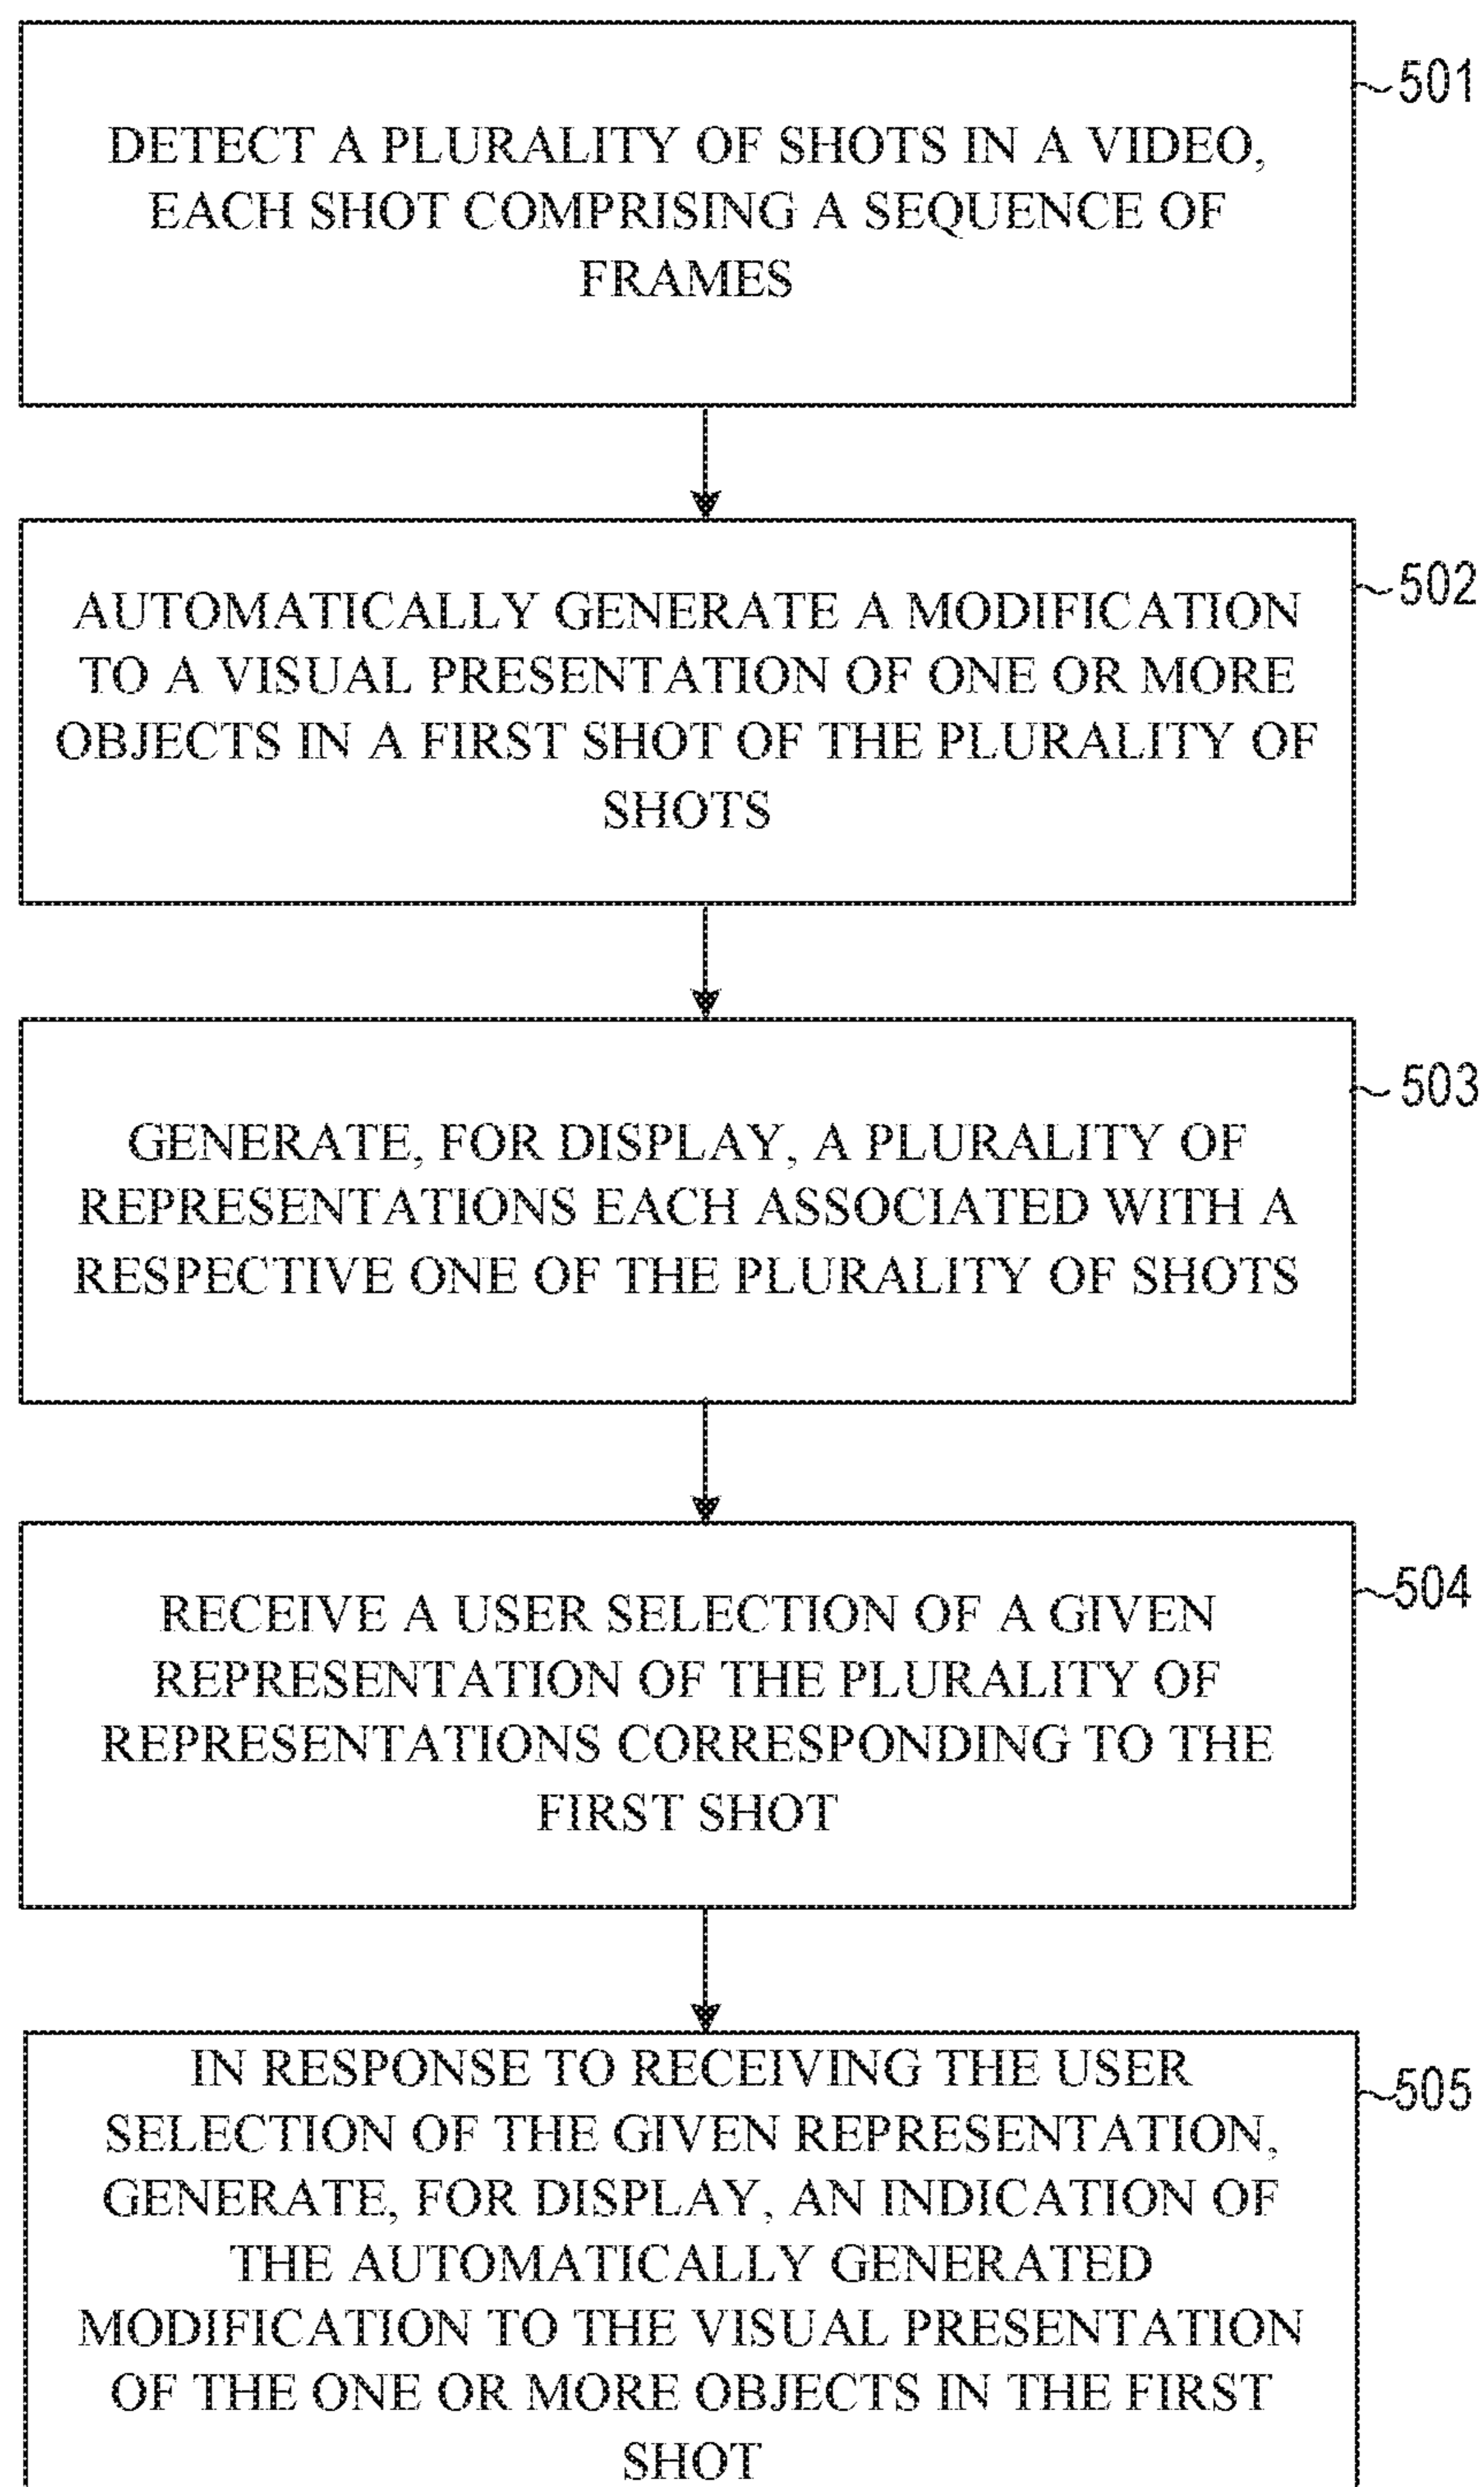 501
DETECT A PLURALITY OF SHOTS IN A VIDEO,
EACH SHOT COMPRISING A SEQUENCE OF
FRAMES
502
AUTOMATICALLY GENERATE A MODIFICATION
TO A VISUAL PRESENTATION OF ONE OR MORE
OBJECTS IN A FIRST SHOT OF THE PLURALITY OF
SHOTS
503
GENERATE, FOR DISPLAY, A PLURALITY OF
REPRESENTATIONS EACH ASSOCIATED WITH A
RESPECTIVE ONE OF THE PLURALITY OF SHOTS
504
RECEIVE A USER SELECTION OF A GIVEN
REPRESENTATION OF THE PLURALITY OF
REPRESENTATIONS CORRESPONDING TO THE
FIRST SHOT
505
IN RESPONSE TO RECEIVING THE USER
SELECTION OF THE GIVEN REPRESENTATION,
GENERATE, FOR DISPLAY, AN INDICATION OF
THE AUTOMATICALLY GENERATED
MODIFICATION TO THE VISUAL PRESENTATION
OF THE ONE OR MORE OBJECTS IN THE FIRST
SHOT